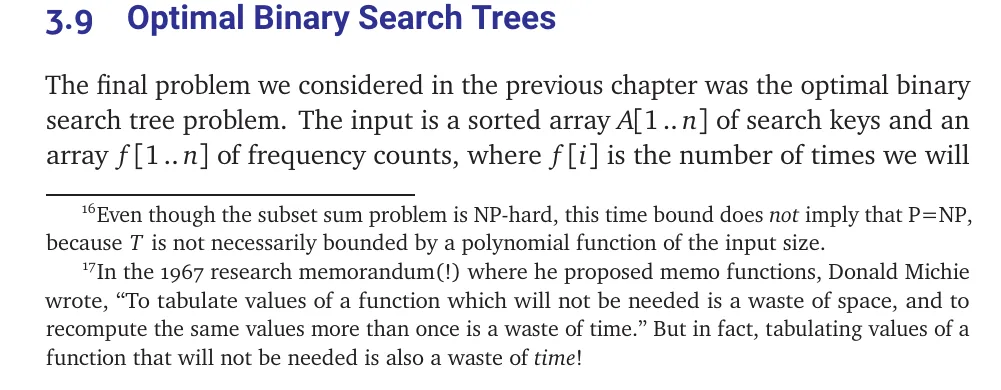 3.9 Optimal Binary Search Trees
The final problem we considered in the previous chapter was the optimal binary
search tree problem. The input is a sorted array A[1 .. n] of search keys and an
array f[1 .. n] of frequency counts, where f[i] is the number of times we will
¹⁶Even though the subset sum problem is NP-hard, this time bound does not imply that P=NP,
because T is not necessarily bounded by a polynomial function of the input size.
¹⁷In the 1967 research memorandum(!) where he proposed memo functions, Donald Michie
wrote, “To tabulate values of a function which will not be needed is a waste of space, and to
recompute the same values more than once is a waste of time.” But in fact, tabulating values of a
function that will not be needed is also a waste of time!